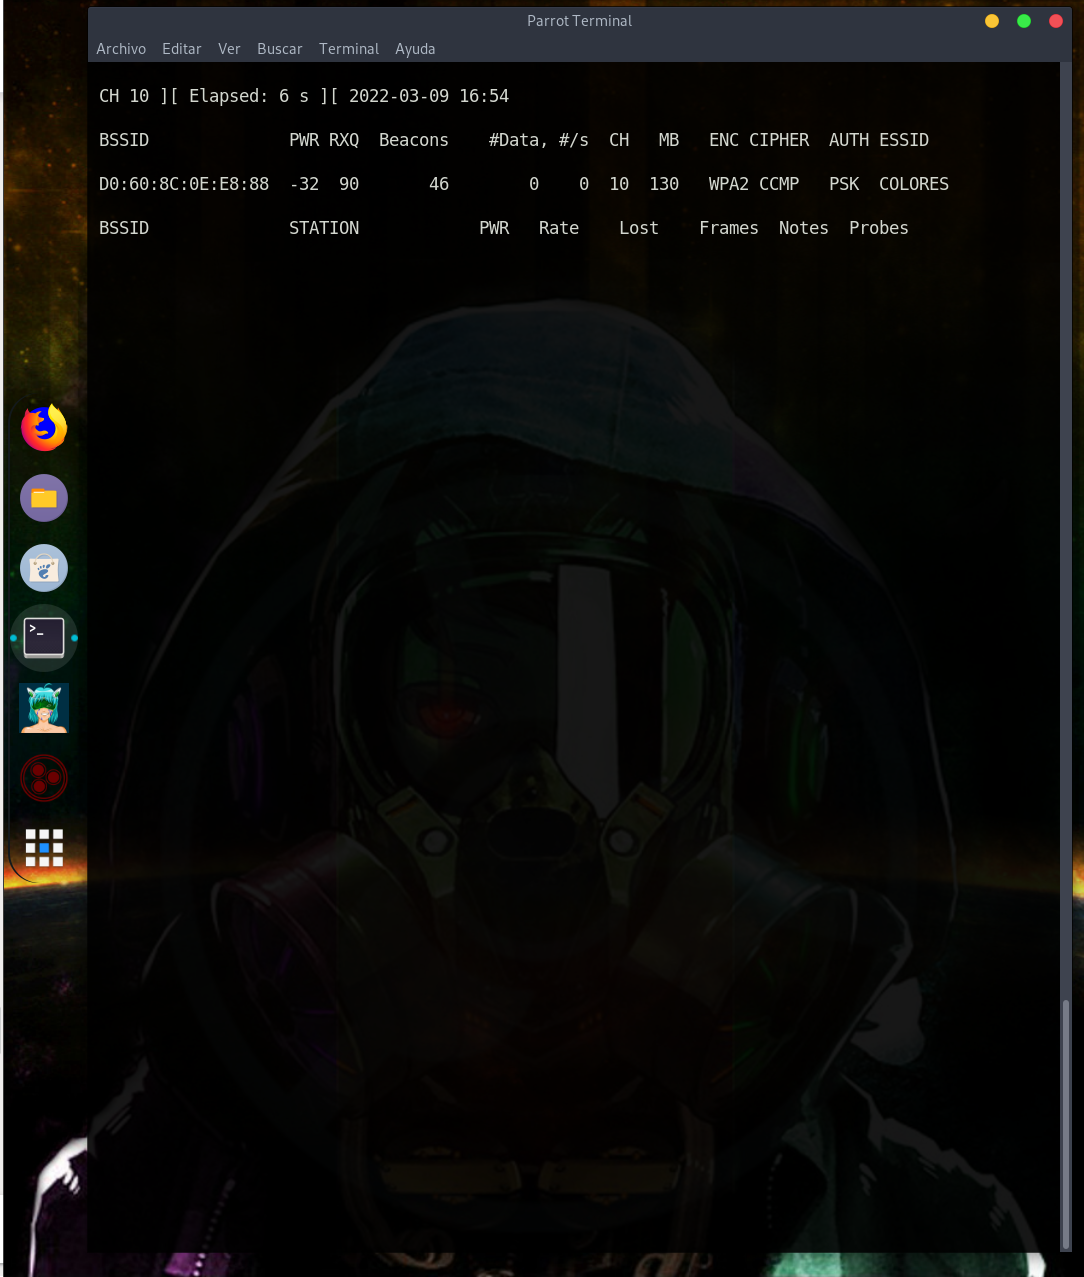 Parrot Terminal
Archivo Editar Ver Buscar Terminal Ayuda
CH 10 ][ Elapsed: 6 s ][ 2022-03-09 16:54
BSSID PWR RXQ Beacons #Data, #/s CH MB ENC CIPHER AUTH ESSID
D0:60:8C:0E:E8:88 -32 90 46 0 0 10 130 WPA2 CCMP PSK COLORES
BSSID STATION PWR Rate Lost Frames Notes Probes
>_